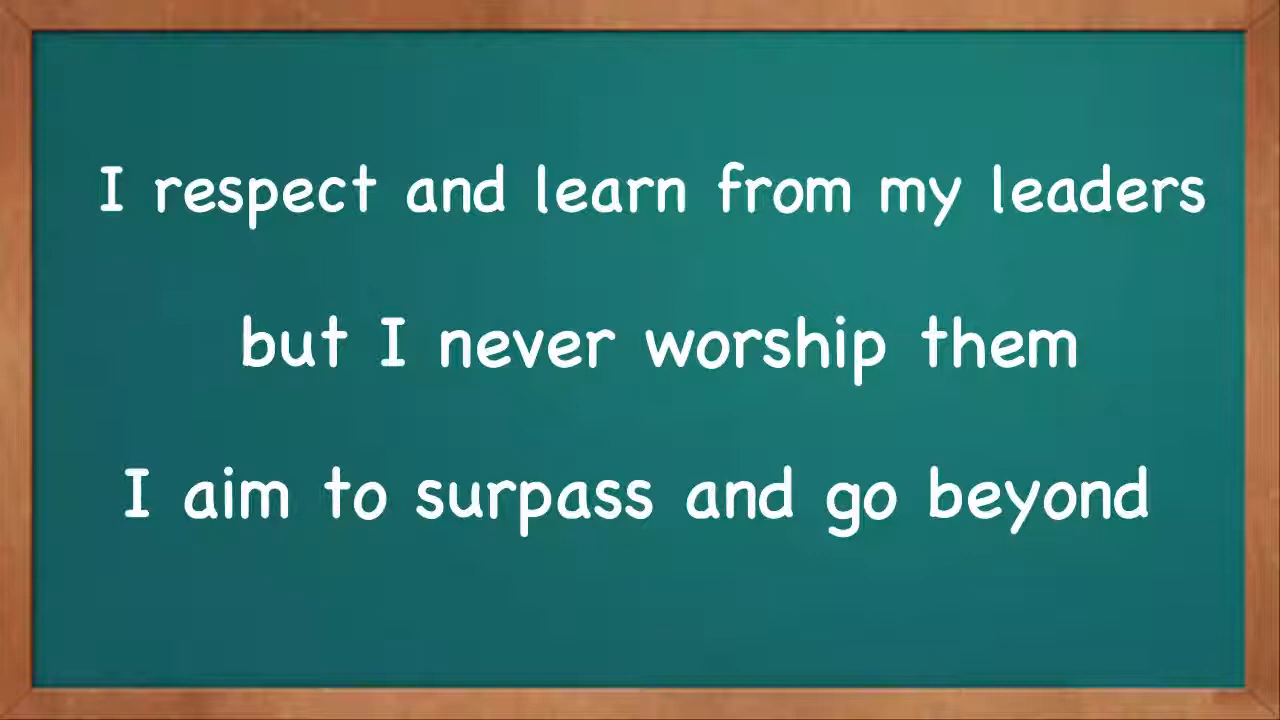 I respect and learn from my leaders
but I never worship them
I aim to surpass and go beyond